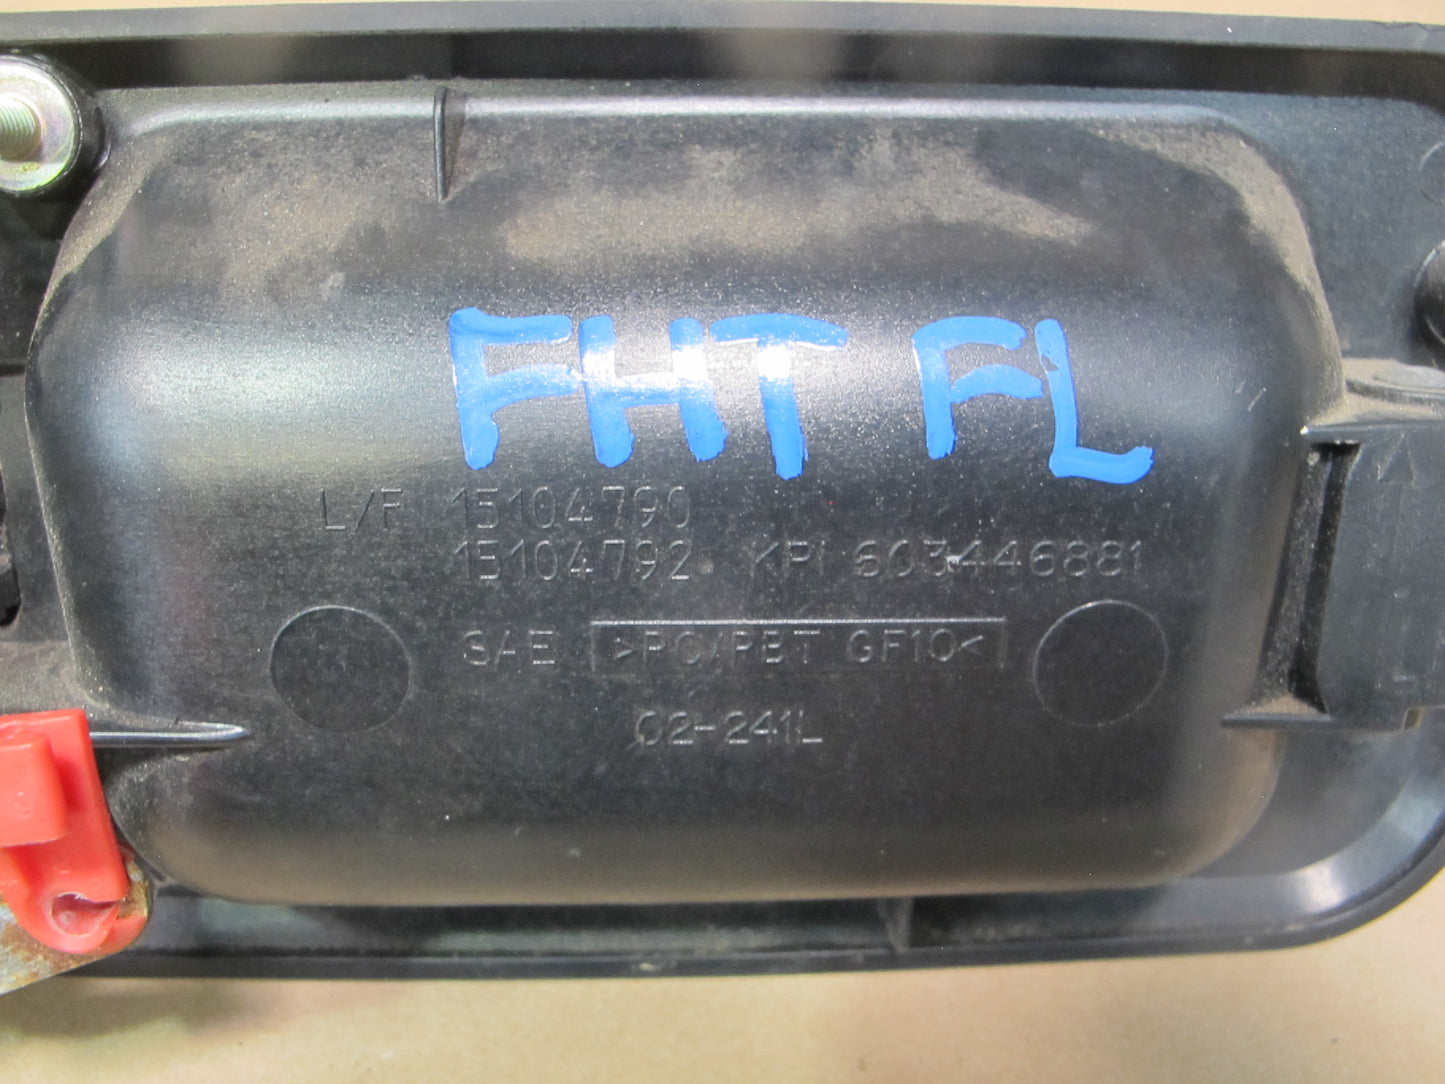 FHT FL
L/F 15104790
15104792 KPI 603446881
SAE >PC/PBT GF10<
02-241L